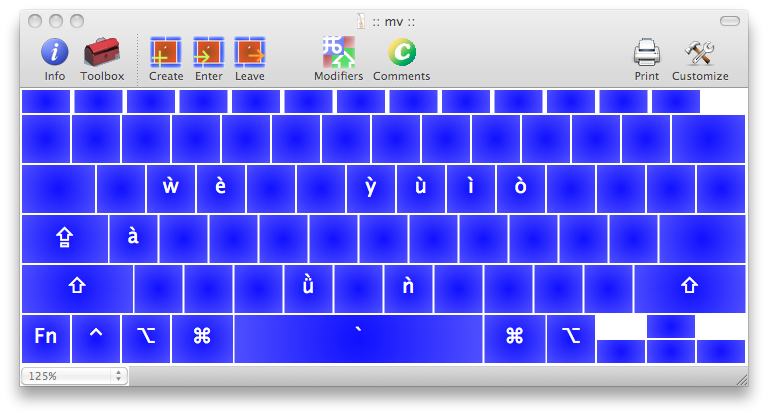 :: mv ::
Info Toolbox Create Enter Leave Modifiers Comments Print Customize
ẁ è ỳ ù ì ò
⇪ à
⇧ ǜ ǹ ⇧
Fn ^ ⌥ ⌘ ` ⌘ ⌥
125%